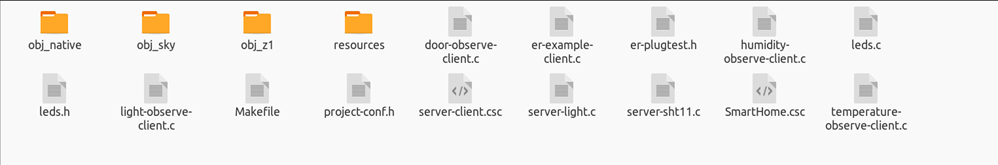 obj_native
obj_sky
obj_z1
resources
door-observe-
client.c
er-example-
client.c
er-plugtest.h
humidity-
observe-client.c
leds.c
leds.h
light-observe-
client.c
Makefile
project-conf.h
server-client.csc
server-light.c
server-sht11.c
SmartHome.csc
temperature-
observe-client.c